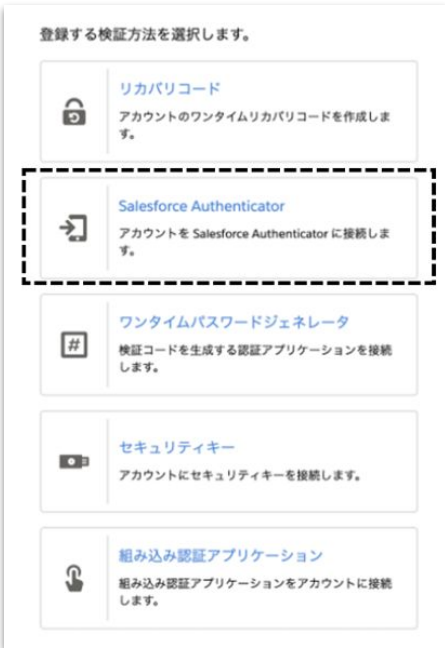 登録する検証方法を選択します。
リカバリコード
アカウントのワンタイムリカバリコードを作成しま
す。
Salesforce Authenticator
アカウントを Salesforce Authenticator に接続しま
す。
ワンタイムパスワードジェネレータ
検証コードを生成する認証アプリケーションを接続
します。
セキュリティキー
アカウントにセキュリティキーを接続します。
組み込み認証アプリケーション
組み込み認証アプリケーションをアカウントに接続
します。